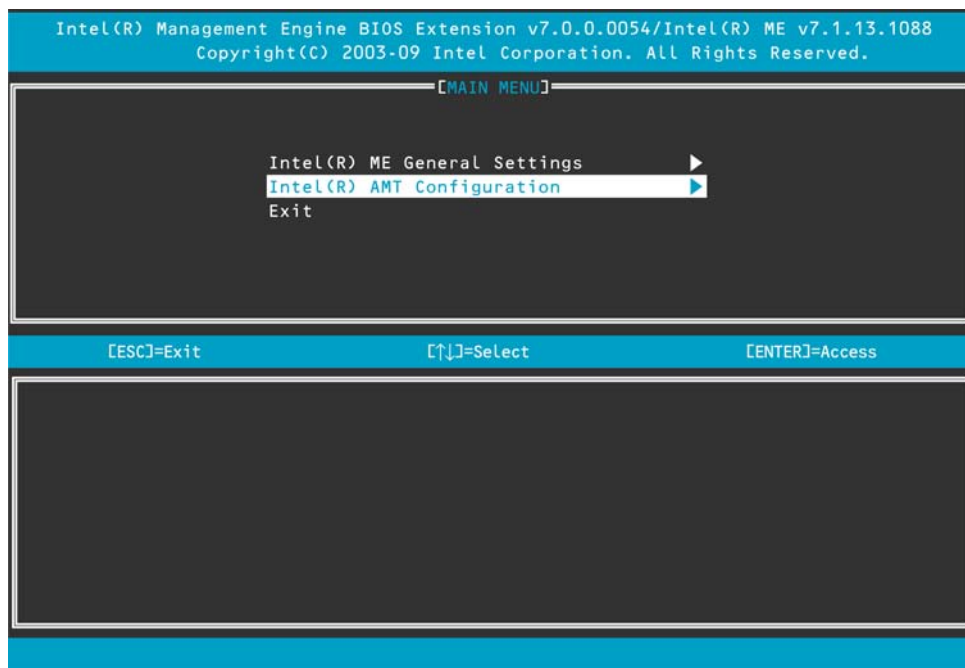 Intel(R) Management Engine BIOS Extension v7.0.0.0054/Intel(R) ME v7.1.13.1088
Copyright(C) 2003-09 Intel Corporation. All Rights Reserved.
[MAIN MENU]
Intel(R) ME General Settings ▶
Intel(R) AMT Configuration ▶
Exit
[ESC]=Exit [↑↓]=Select [ENTER]=Access